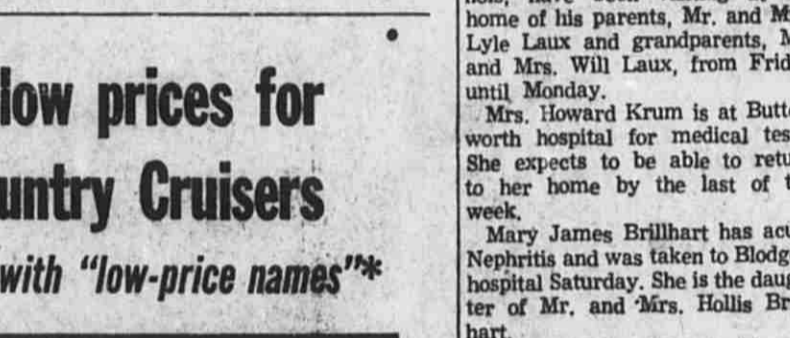 low prices for
untry Cruisers
with "low-price names"*
home of his parents, Mr. and M
Lyle Laux and grandparents, M
and Mrs. Will Laux, from Frid
until Monday.
Mrs. Howard Krum is at Butte
worth hospital for medical tes
She expects to be able to retu
to her home by the last of t
week.
Mary James Brillhart has acu
Nephritis and was taken to Blodg
hospital Saturday. She is the daug
ter of Mr. and Mrs. Hollis Br
hart.